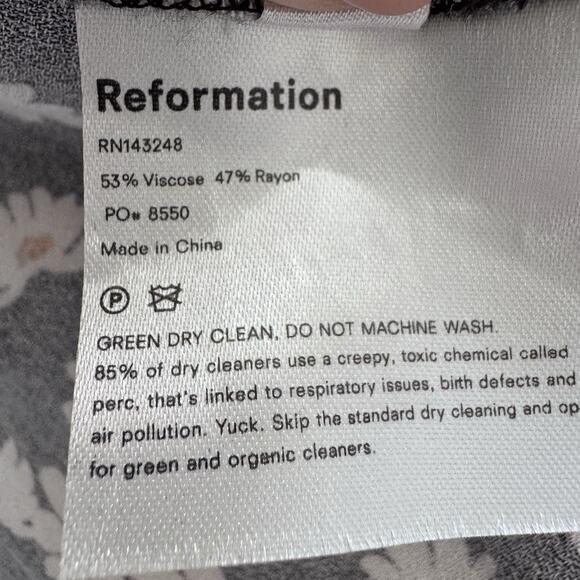 Reformation
RN143248
53% Viscose 47% Rayon
PO# 8550
Made in China
P
GREEN DRY CLEAN, DO NOT MACHINE WASH.
85% of dry cleaners use a creepy, toxic chemical called
perc, that's linked to respiratory issues, birth defects and
air pollution. Yuck. Skip the standard dry cleaning and op
for green and organic cleaners.